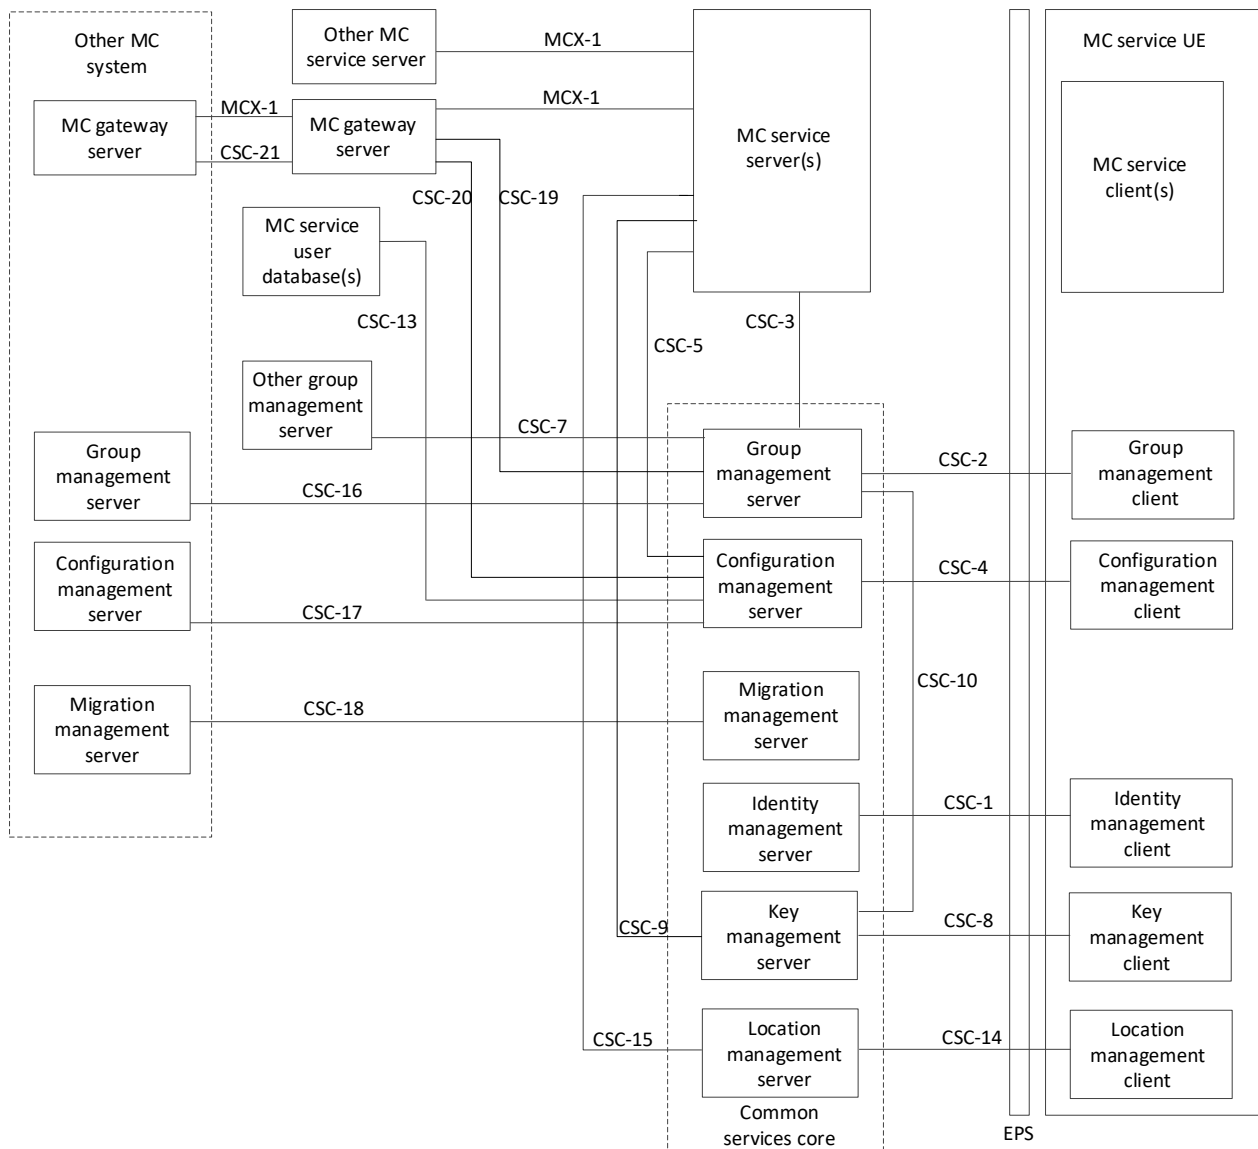 Other MC
system
Other MC
service server
MCX-1
MC service UE
MC gateway
server
MCX-1
CSC-21
MC gateway
server
MCX-1
MC service
server(s)
MC service
client(s)
CSC-20
CSC-19
MC service
user
database(s)
CSC-13
CSC-5
CSC-3
Other group
management
server
CSC-7
Group
management
server
CSC-16
Group
management
server
CSC-2
Group
management
client
Configuration
management
server
CSC-17
Configuration
management
server
CSC-4
Configuration
management
client
CSC-10
Migration
management
server
CSC-18
Migration
management
server
Identity
management
server
CSC-1
Identity
management
client
CSC-9
Key
management
server
CSC-8
Key
management
client
CSC-15
Location
management
server
CSC-14
Location
management
client
Common
services core
EPS